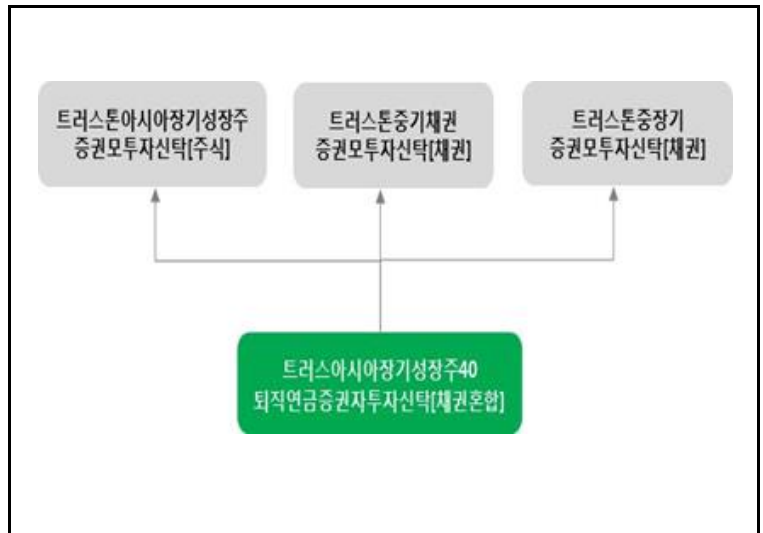 트러스톤아시아장기성장주
증권모투자신탁[주식]
트러스톤중기채권
증권모투자신탁[채권]
트러스톤중장기
증권모투자신탁[채권]
트러스아시아장기성장주40
퇴직연금증권자투자신탁[채권혼합]